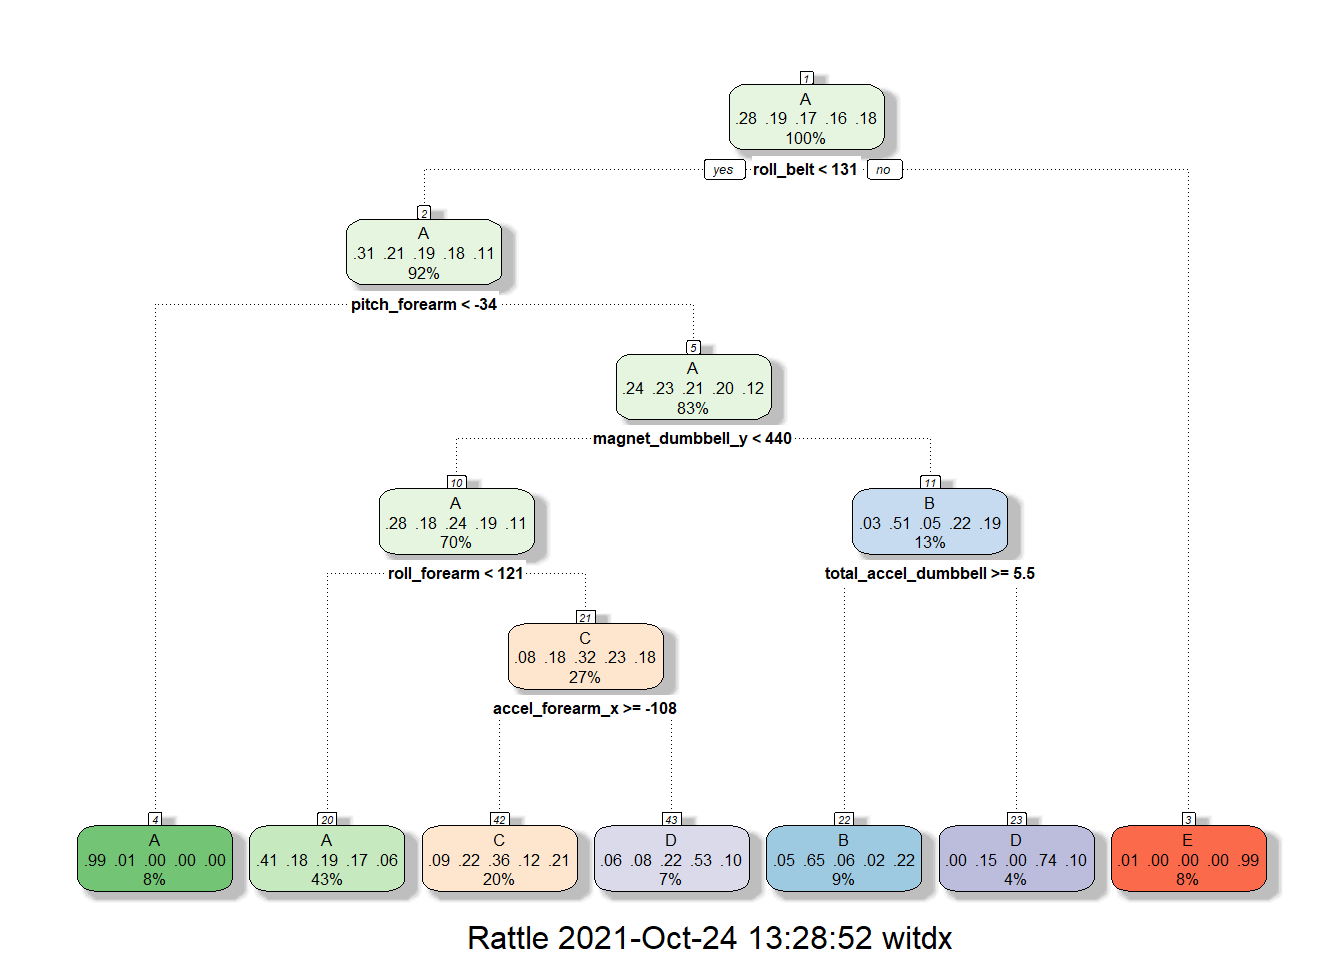 1
A
.28 .19 .17 .16 .18
100%
yes roll_belt < 131 no
2
A
.31 .21 .19 .18 .11
92%
pitch_forearm < -34
5
A
.24 .23 .21 .20 .12
83%
magnet_dumbbell_y < 440
10
A
.28 .18 .24 .19 .11
70%
roll_forearm < 121
11
B
.03 .51 .05 .22 .19
13%
total_accel_dumbbell >= 5.5
21
C
.08 .18 .32 .23 .18
27%
accel_forearm_x >= -108
4
A
.99 .01 .00 .00 .00
8%
20
A
.41 .18 .19 .17 .06
43%
42
C
.09 .22 .36 .12 .21
20%
43
D
.06 .08 .22 .53 .10
7%
22
B
.05 .65 .06 .02 .22
9%
23
D
.00 .15 .00 .74 .10
4%
3
E
.01 .00 .00 .00 .99
8%
Rattle 2021-Oct-24 13:28:52 witdx